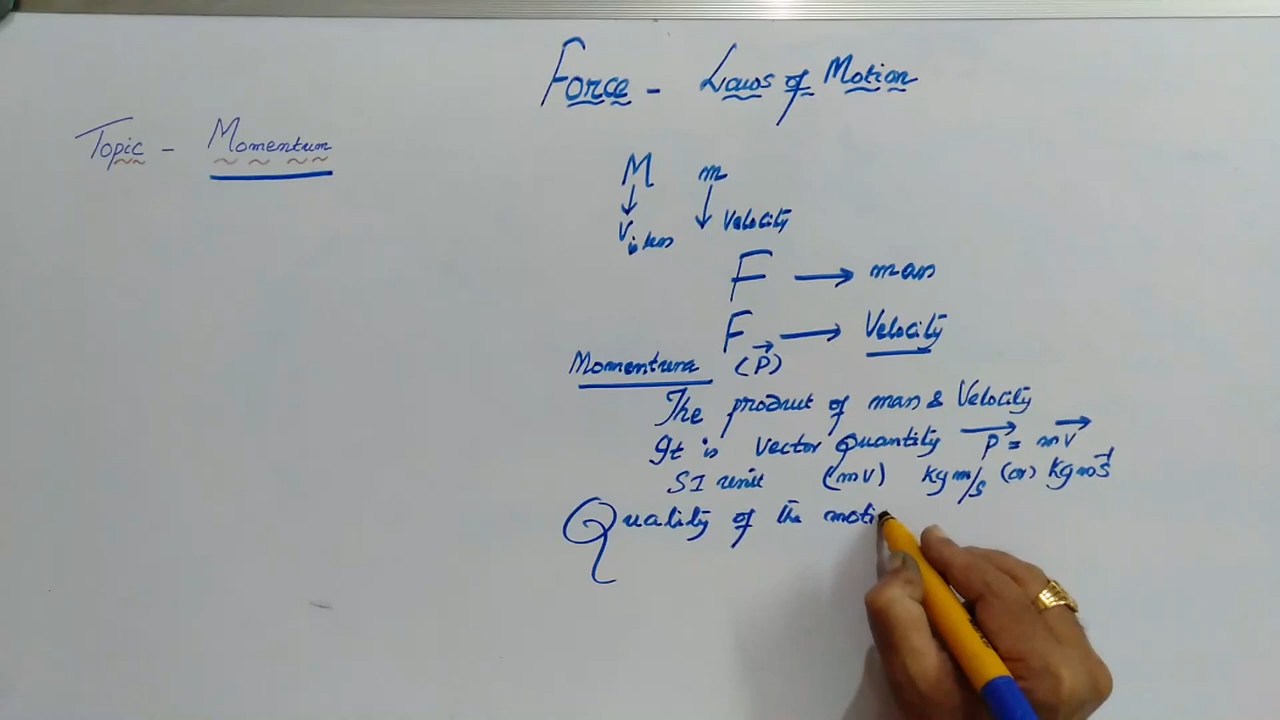 Force - Laws of Motion
Topic - Momentum
M m
V is less Velocity
F → mass
F → Velocity
Momentum (P⃗)
The product of mass & Velocity
It is Vector Quantity P⃗ = mv⃗
SI unit (mv) kgm/s (or) kgms⁻¹
Quality of the moti